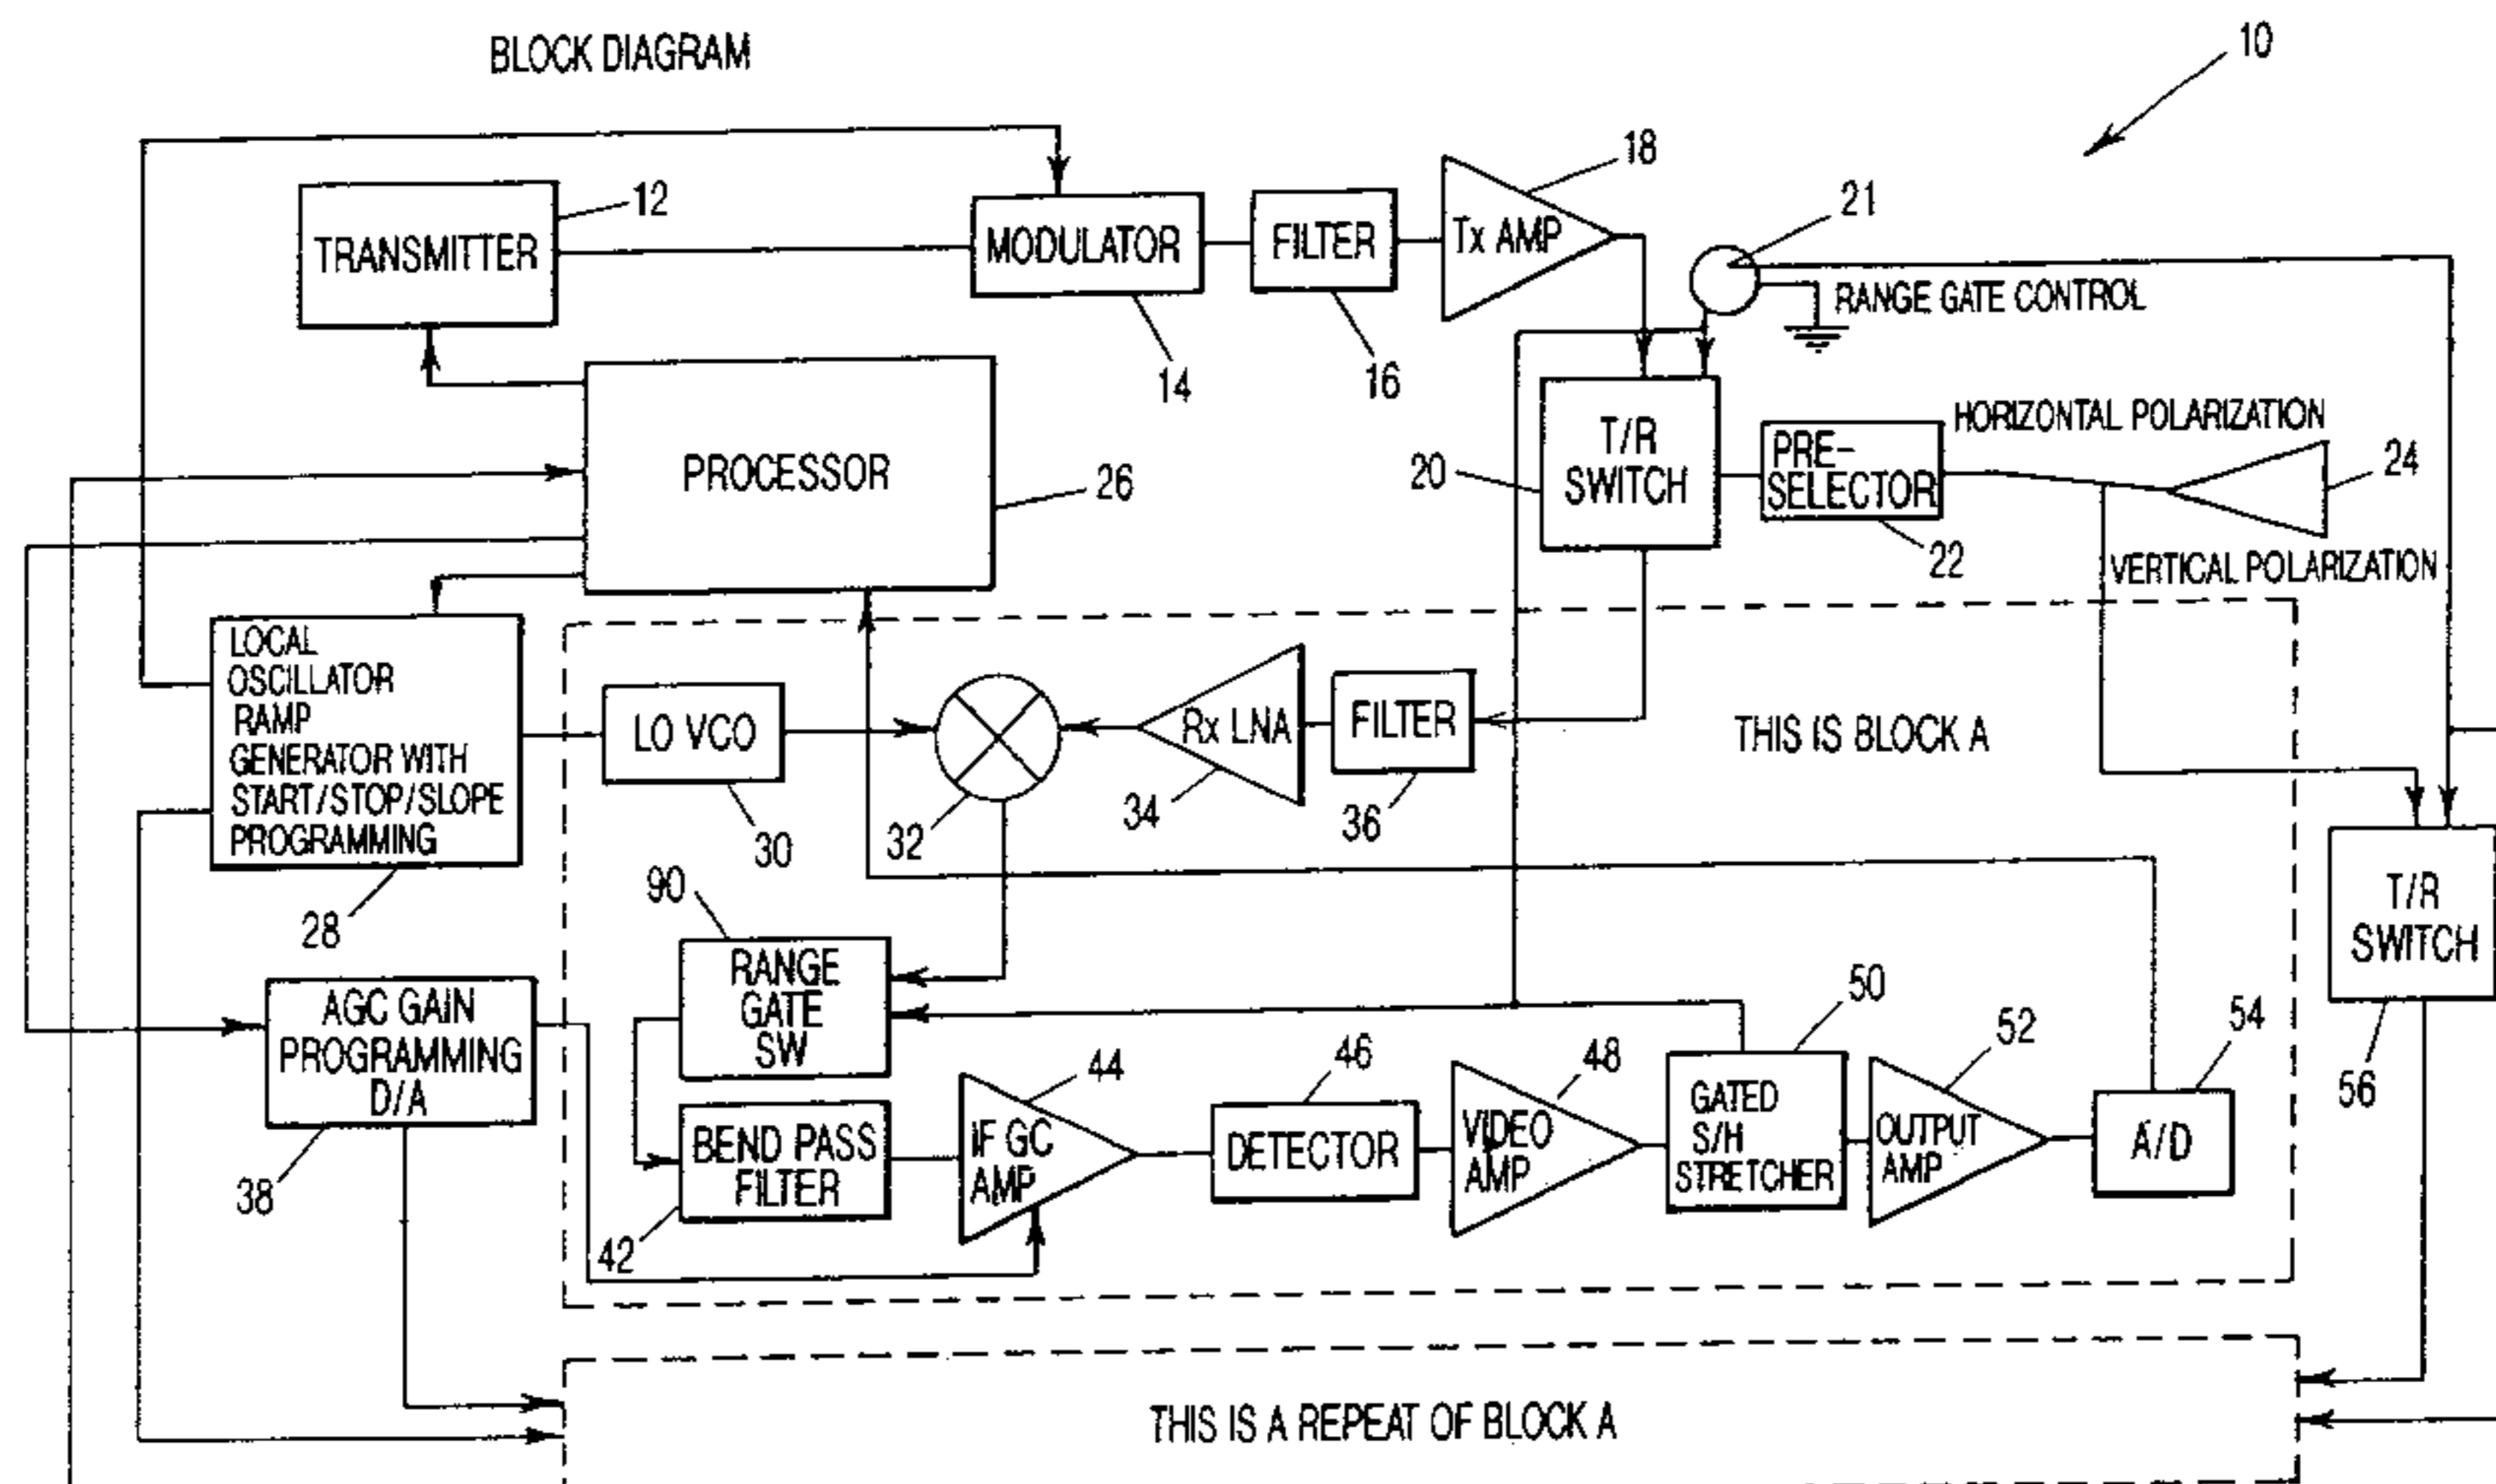 BLOCK DIAGRAM
10
18
21
12
TRANSMITTER
MODULATOR
FILTER
Tx AMP
RANGE GATE CONTROL
14
16
HORIZONTAL POLARIZATION
T/R
SWITCH
PRE-
SELECTOR
24
20
PROCESSOR
26
22
VERTICAL POLARIZATION
LOCAL
OSCILLATOR
RAMP
GENERATOR WITH
START/STOP/SLOPE
PROGRAMMING
LO VCO
Rx LNA
FILTER
THIS IS BLOCK A
30
32
34
36
28
90
RANGE
GATE
SW
T/R
SWITCH
AGC GAIN
PROGRAMMING
D/A
50
52
54
44
46
48
56
BEND PASS
FILTER
IF GC
AMP
DETECTOR
VIDEO
AMP
GATED
S/H
STRETCHER
OUTPUT
AMP
A/D
38
42
THIS IS A REPEAT OF BLOCK A